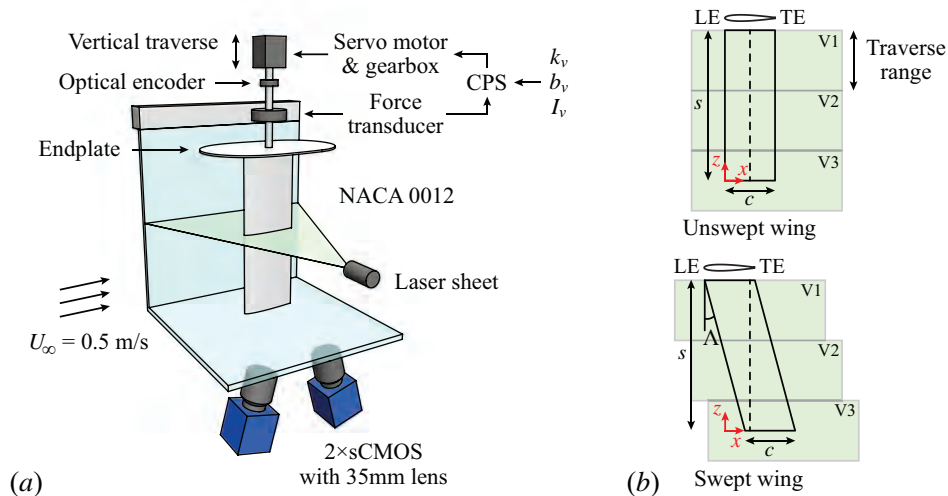 Vertical traverse
Servo motor
& gearbox
Optical encoder
CPS
k_v
b_v
I_v
Force
transducer
Endplate
NACA 0012
Laser sheet
U_∞ = 0.5 m/s
2×sCMOS
with 35mm lens
(a)
LE
TE
V1
Traverse
range
s
V2
V3
z
x
c
Unswept wing
LE
TE
V1
Λ
s
V2
V3
z
x
c
Swept wing
(b)